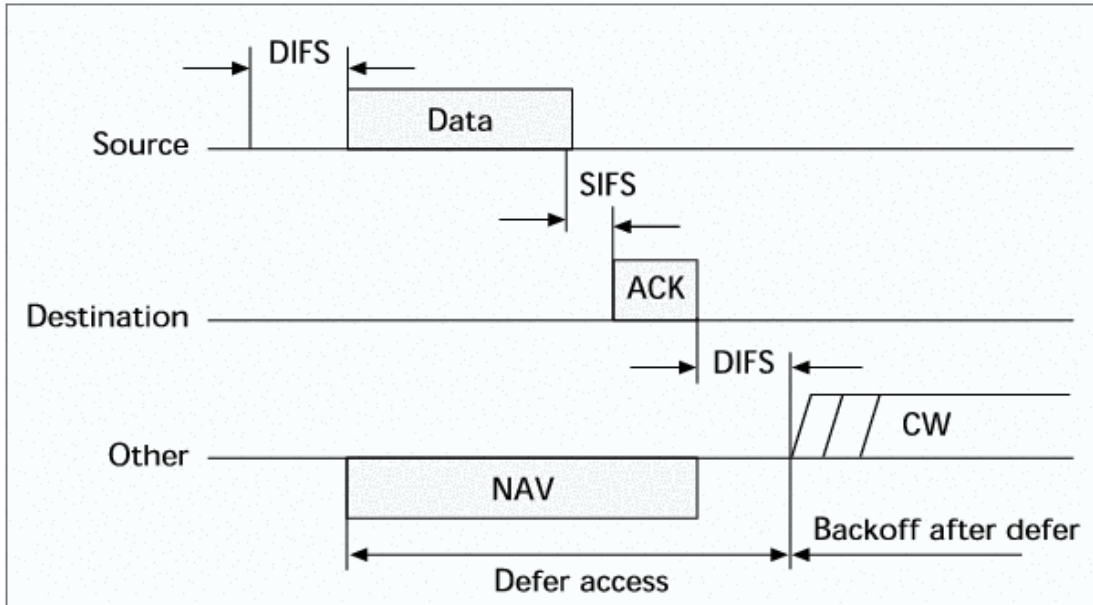 DIFS
Data
Source
SIFS
ACK
Destination
DIFS
CW
Other
NAV
Backoff after defer
Defer access